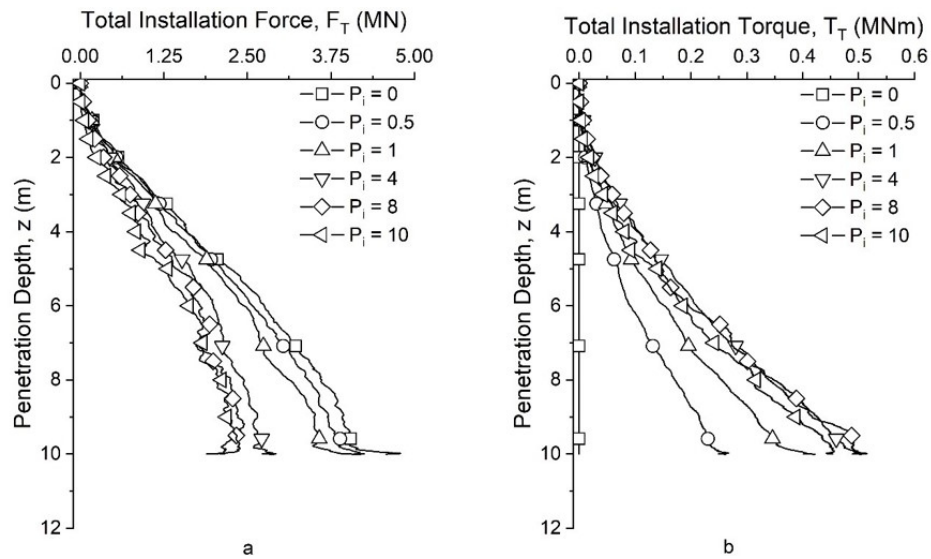 Total Installation Force, F_T (MN)
0.00 1.25 2.50 3.75 5.00
0
2
4
6
8
10
12
Penetration Depth, z (m)
P_i = 0
P_i = 0.5
P_i = 1
P_i = 4
P_i = 8
P_i = 10
a
Total Installation Torque, T_T (MNm)
0.0 0.1 0.2 0.3 0.4 0.5 0.6
0
2
4
6
8
10
12
Penetration Depth, z (m)
P_i = 0
P_i = 0.5
P_i = 1
P_i = 4
P_i = 8
P_i = 10
b